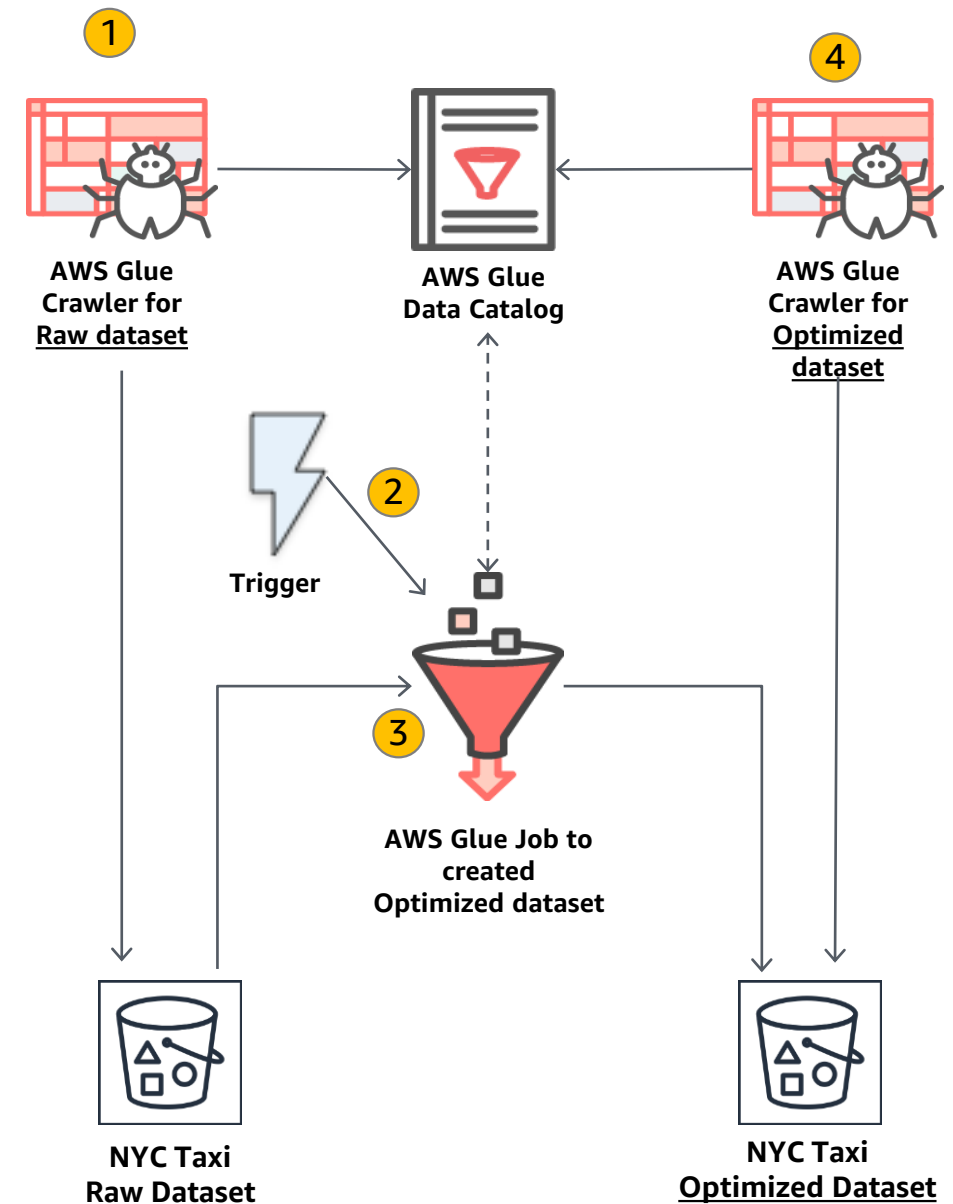 1
4
AWS Glue
Crawler for
Raw dataset
AWS Glue
Data Catalog
AWS Glue
Crawler for
Optimized
dataset
2
Trigger
3
AWS Glue Job to
created
Optimized dataset
NYC Taxi
Raw Dataset
NYC Taxi
Optimized Dataset